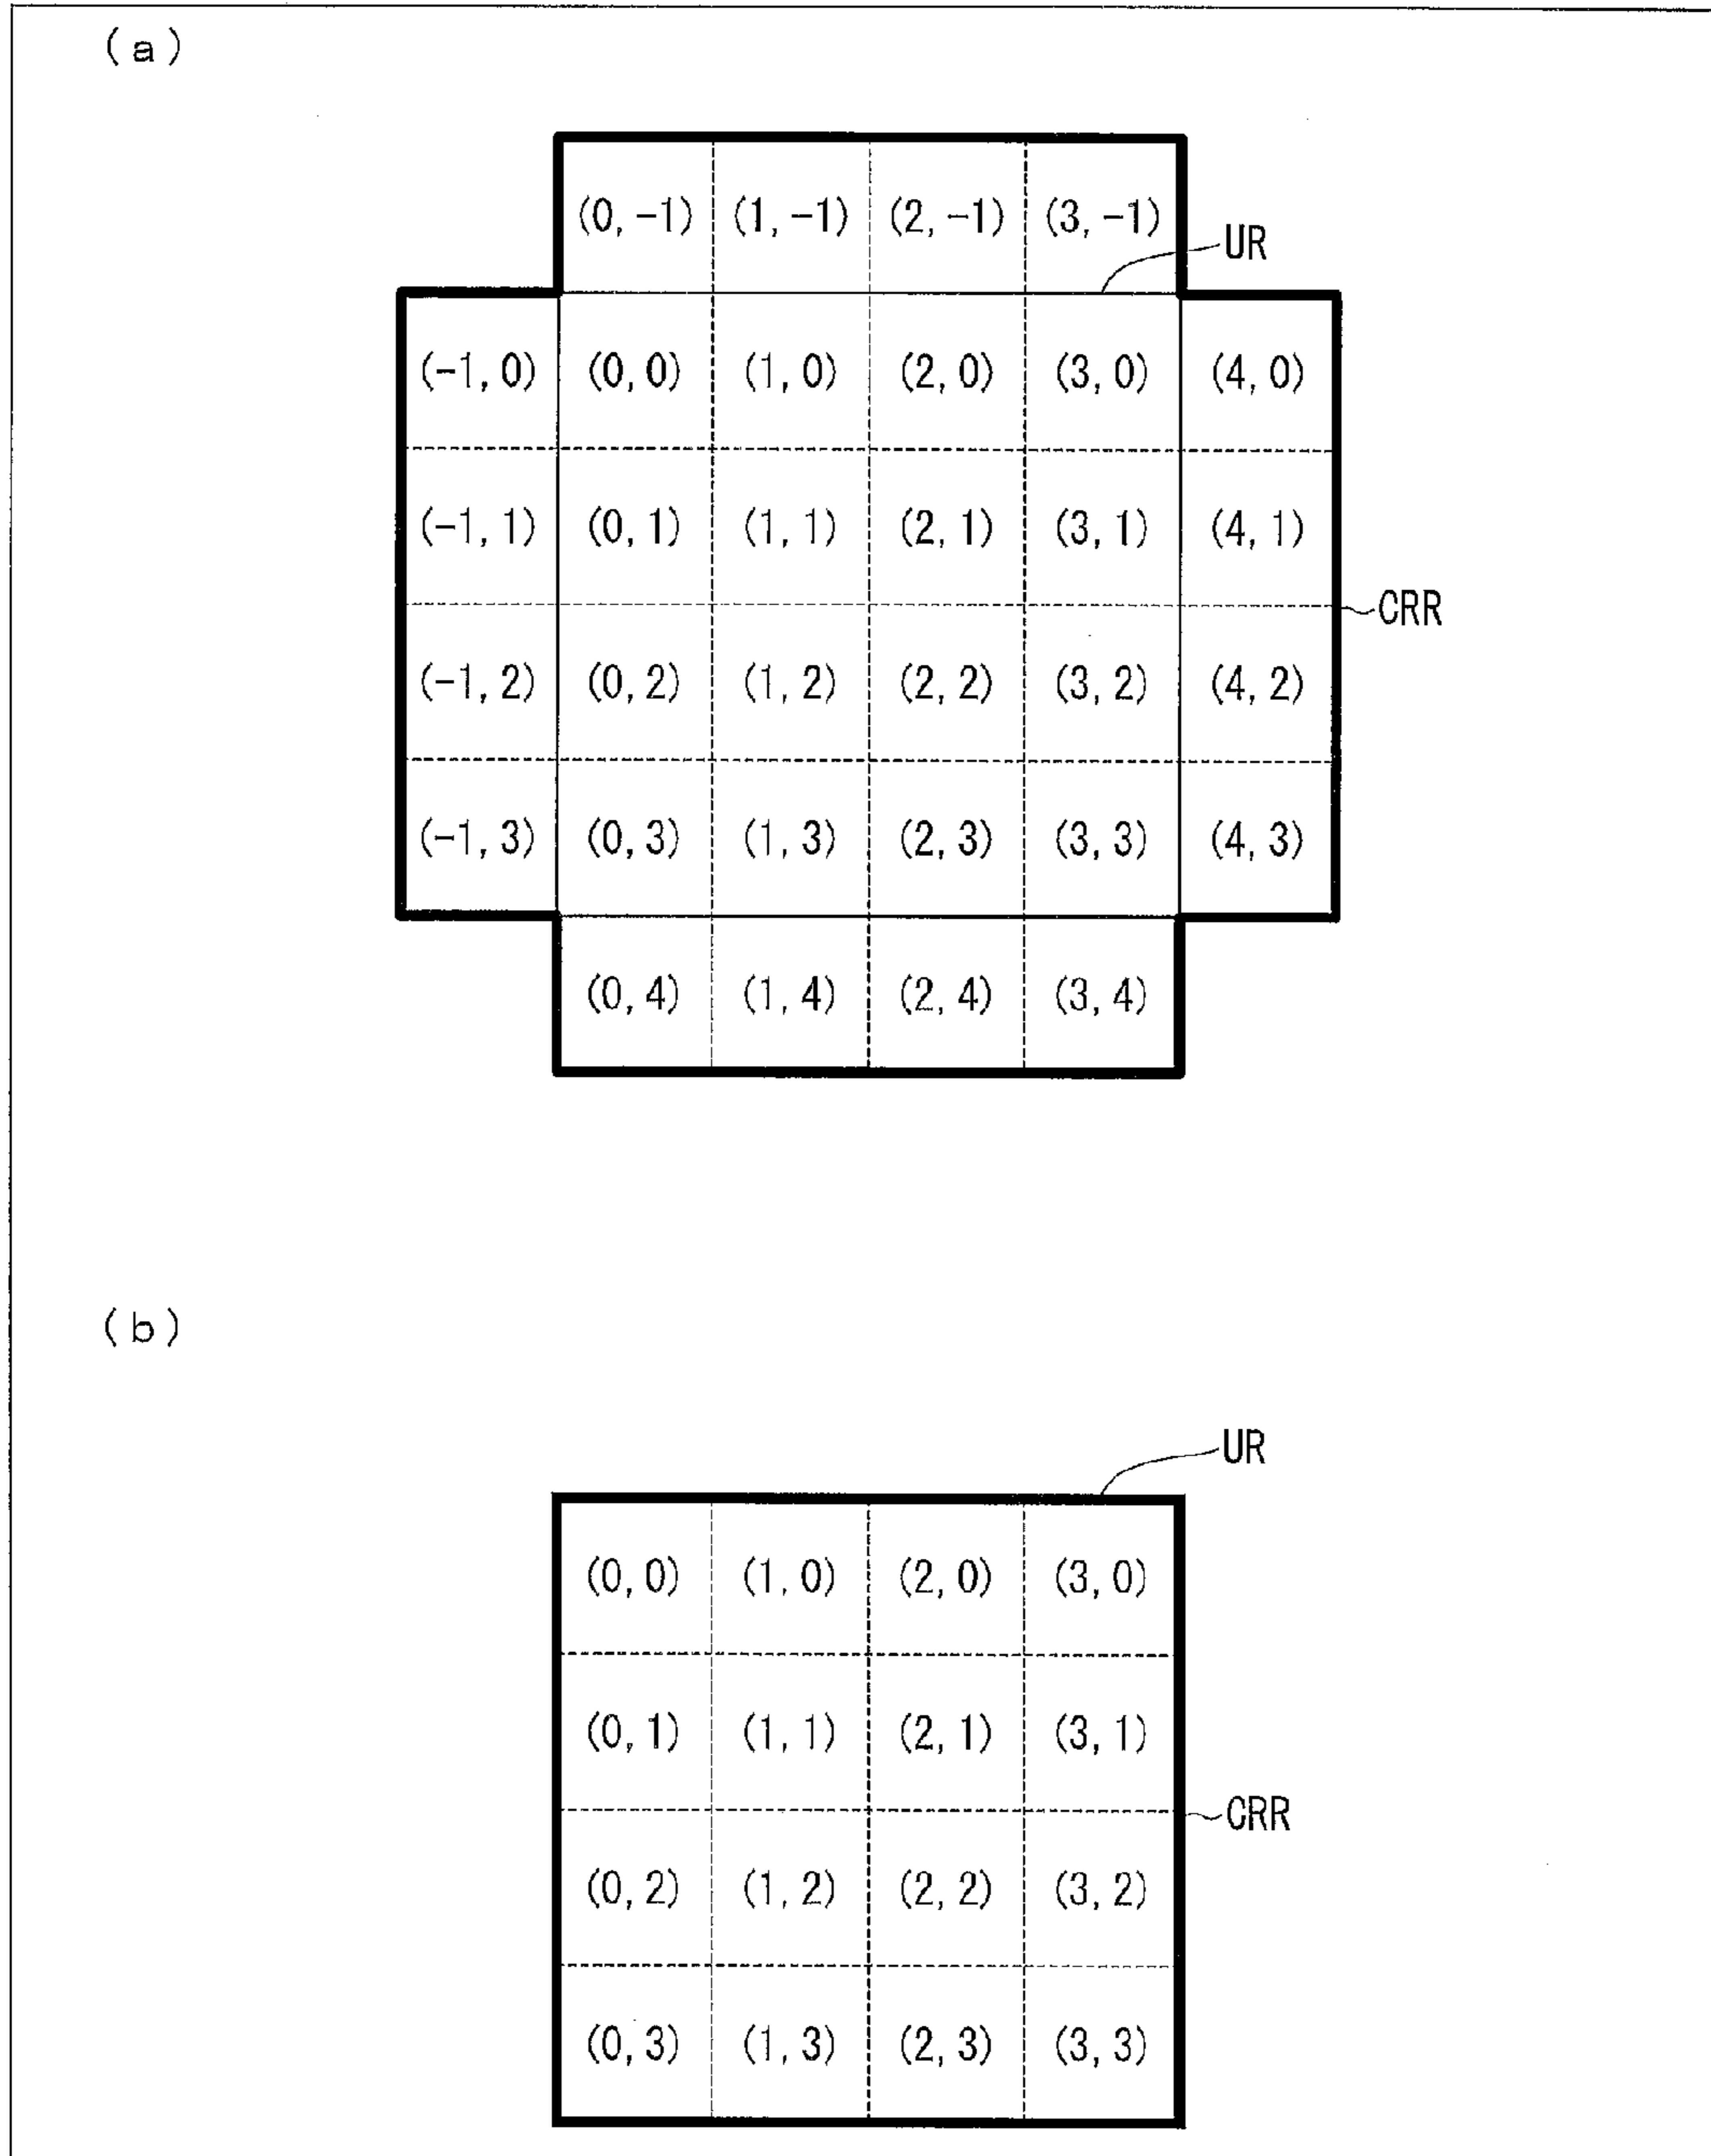 (a)
(0, -1) (1, -1) (2, -1) (3, -1)
UR
(-1, 0) (0, 0) (1, 0) (2, 0) (3, 0) (4, 0)
(-1, 1) (0, 1) (1, 1) (2, 1) (3, 1) (4, 1)
CRR
(-1, 2) (0, 2) (1, 2) (2, 2) (3, 2) (4, 2)
(-1, 3) (0, 3) (1, 3) (2, 3) (3, 3) (4, 3)
(0, 4) (1, 4) (2, 4) (3, 4)
(b)
UR
(0, 0) (1, 0) (2, 0) (3, 0)
(0, 1) (1, 1) (2, 1) (3, 1)
CRR
(0, 2) (1, 2) (2, 2) (3, 2)
(0, 3) (1, 3) (2, 3) (3, 3)